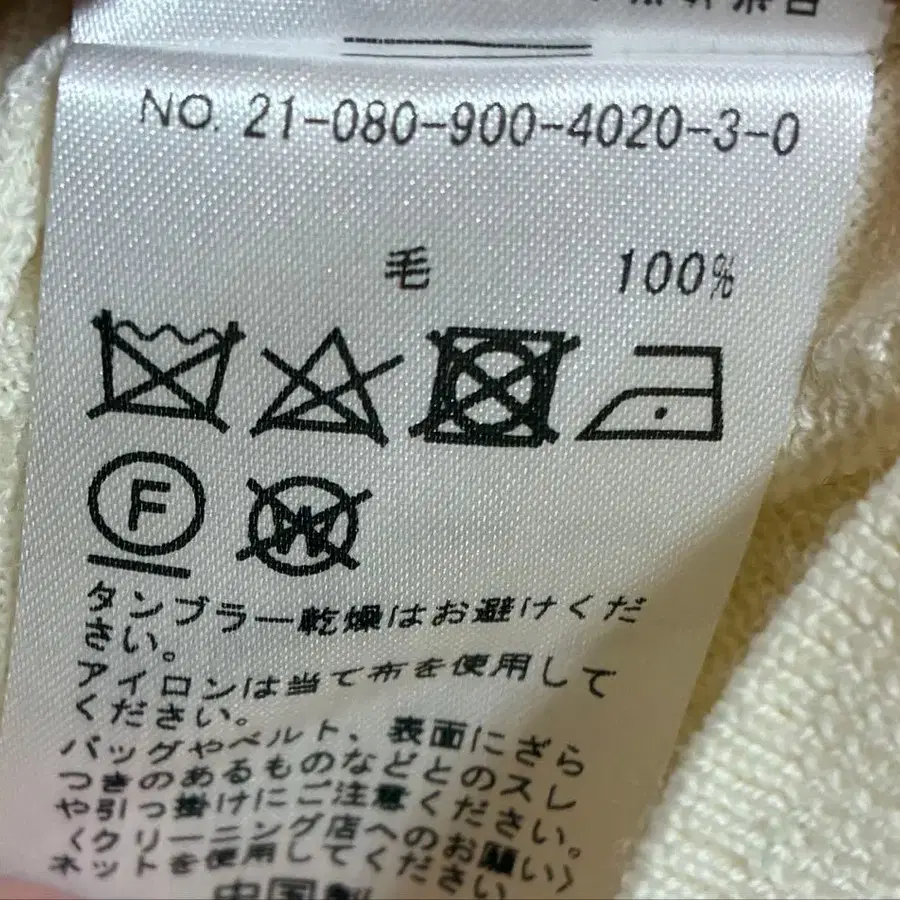 NO. 21-080-900-4020-3-0
毛 100%
F
W
タンブラー乾燥はお避けくだ
さい。
アイロンは当て布を使用して
ください。
バッグやベルト、表面にざら
つきのあるものなどとのスレ
や引っ掛けにご注意ください。
〈クリーニング店へのお願い〉
ネットを使用してください
中国製